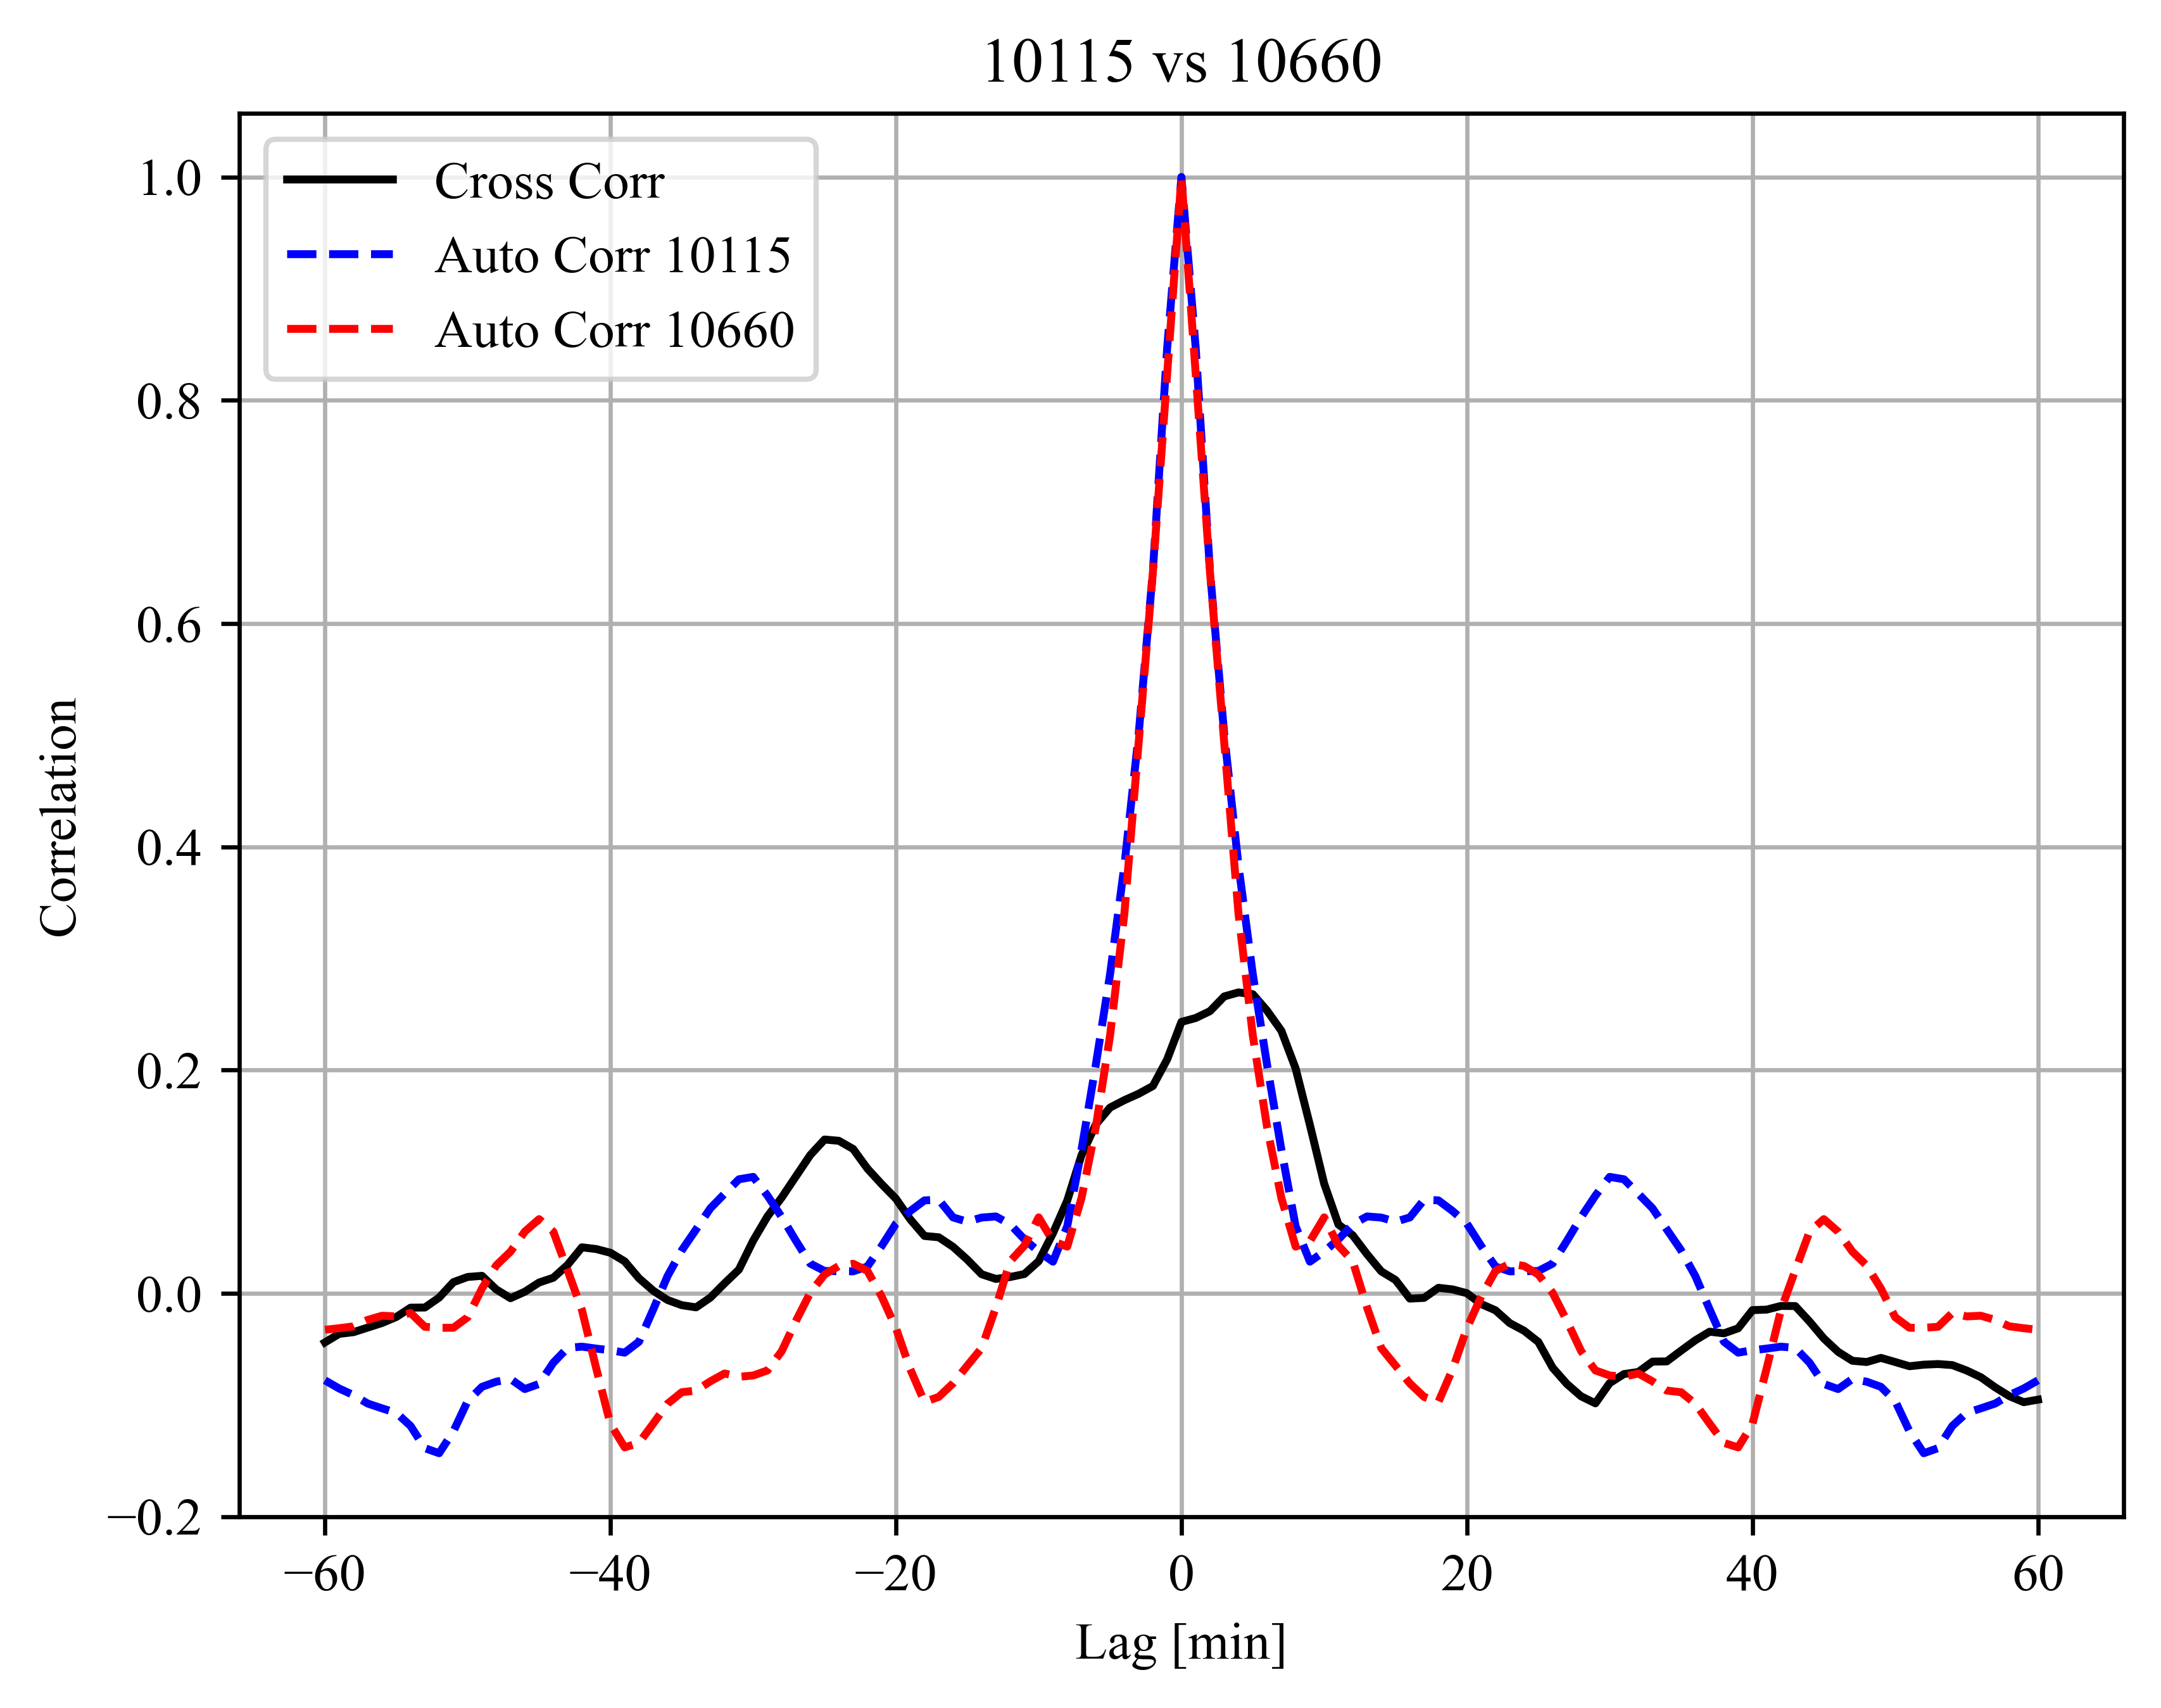 10115 vs 10660
Cross Corr
Auto Corr 10115
Auto Corr 10660
1.0
0.8
0.6
0.4
0.2
0.0
−0.2
Correlation
−60 −40 −20 0 20 40 60
Lag [min]